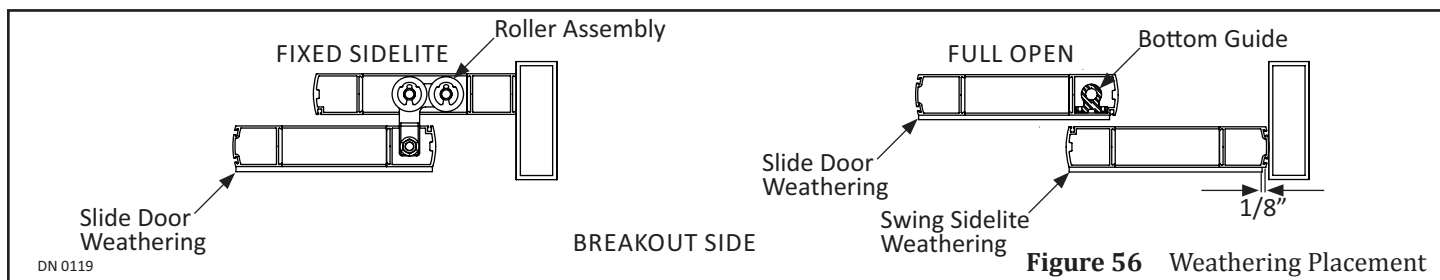 Roller Assembly
FIXED SIDELITE
Slide Door
Weathering
BREAKOUT SIDE
DN 0119
Bottom Guide
FULL OPEN
Slide Door
Weathering
Swing Sidelite
Weathering
1/8”
Figure 56 Weathering Placement